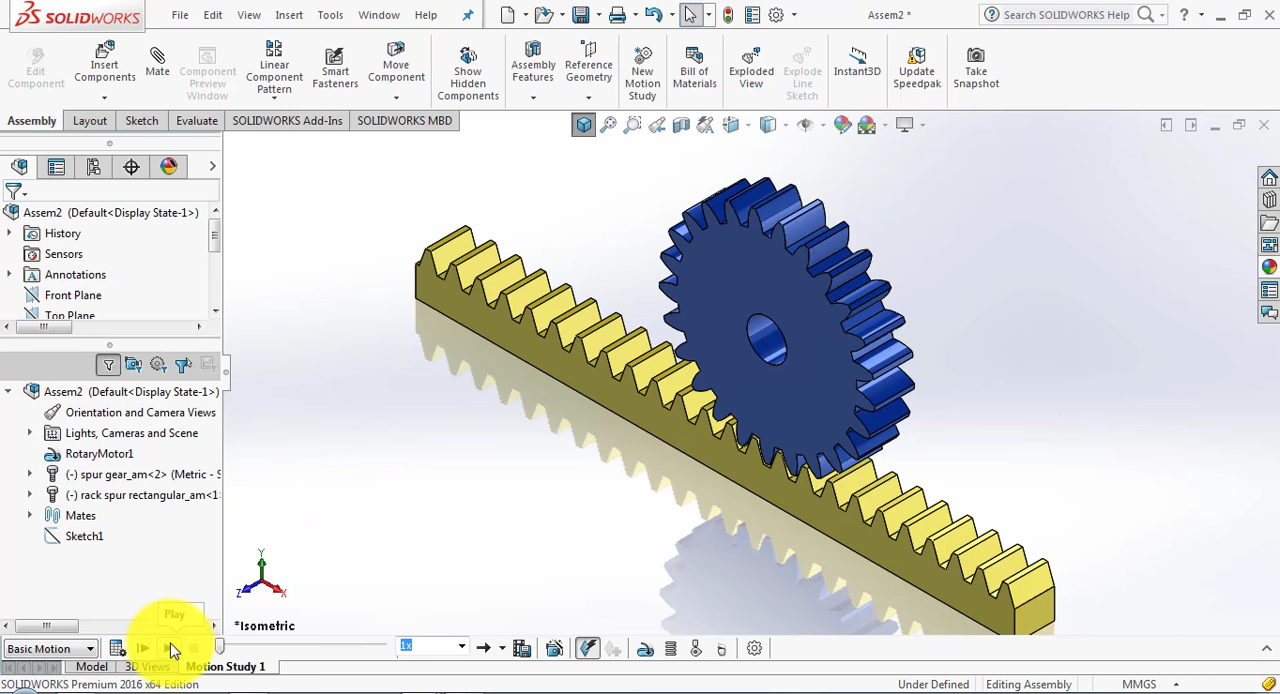 SOLIDWORKS File Edit View Insert Tools Window Help Assem2 * Search SOLIDWORKS Help ?
Edit Component
Insert Components
Mate
Component Preview Window
Linear Component Pattern
Smart Fasteners
Move Component
Show Hidden Components
Assembly Features
Reference Geometry
New Motion Study
Bill of Materials
Exploded View
Explode Line Sketch
Instant3D
Update Speedpak
Take Snapshot
Assembly Layout Sketch Evaluate SOLIDWORKS Add-Ins SOLIDWORKS MBD
Assem2 (Default<Display State-1>)
History
Sensors
Annotations
Front Plane
Top Plane
Assem2 (Default<Display State-1>)
Orientation and Camera Views
Lights, Cameras and Scene
RotaryMotor1
(-) spur gear_am<2> (Metric - S
(-) rack spur rectangular_am<1
Mates
Sketch1
Y
Z
X
*Isometric
Play
Basic Motion 1x
Model 3D Views Motion Study 1
SOLIDWORKS Premium 2016 x64 Edition Under Defined Editing Assembly MMGS